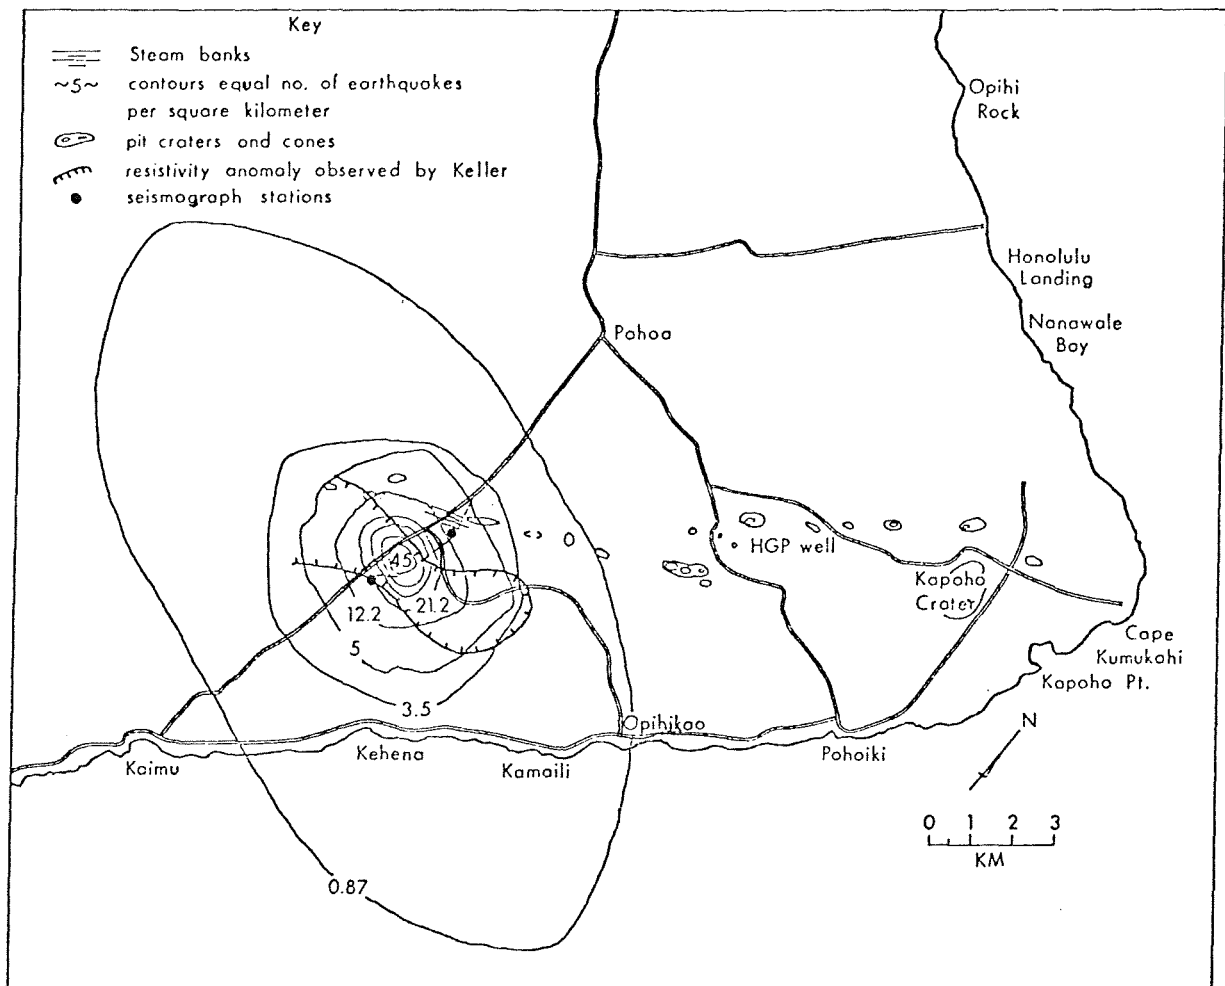 Key
Steam banks
~5~ contours equal no. of earthquakes
per square kilometer
pit craters and cones
resistivity anomaly observed by Keller
seismograph stations
Opihi
Rock
Honolulu
Landing
Nanawale
Bay
Pahoa
HGP well
Kapoho
Crater
45
12.2
21.2
5
3.5
Cape
Kumukahi
Kapoho Pt.
Opihikao
Kaimu
Kehena
Kamaili
Pohoiki
N
0 1 2 3
KM
0.87